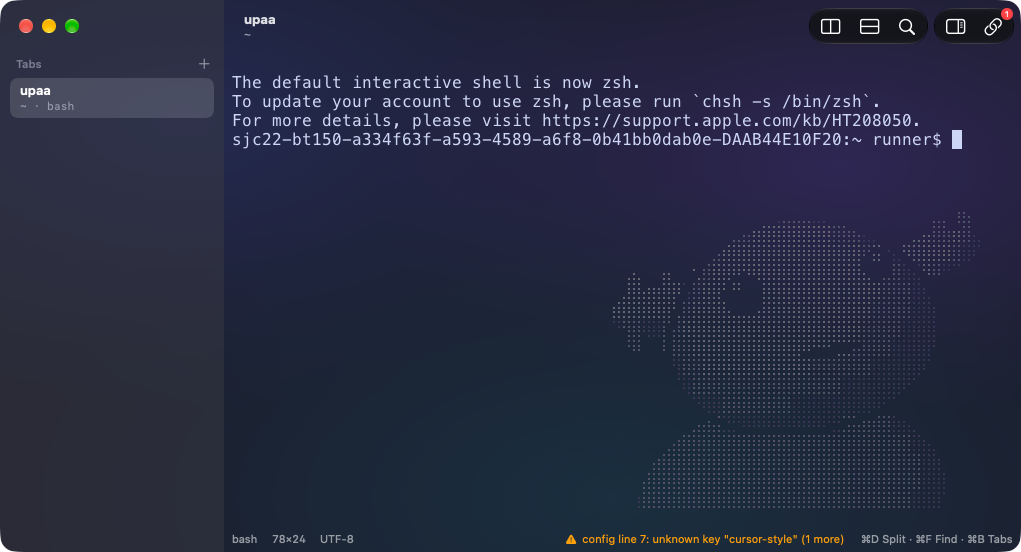 upaa
~
1
Tabs
+
upaa
~ · bash
The default interactive shell is now zsh.
To update your account to use zsh, please run `chsh -s /bin/zsh`.
For more details, please visit https://support.apple.com/kb/HT208050.
sjc22-bt150-a334f63f-a593-4589-a6f8-0b41bb0dab0e-DAAB44E10F20:~ runner$
bash 78×24 UTF-8 config line 7: unknown key "cursor-style" (1 more) ⌘D Split · ⌘F Find · ⌘B Tabs